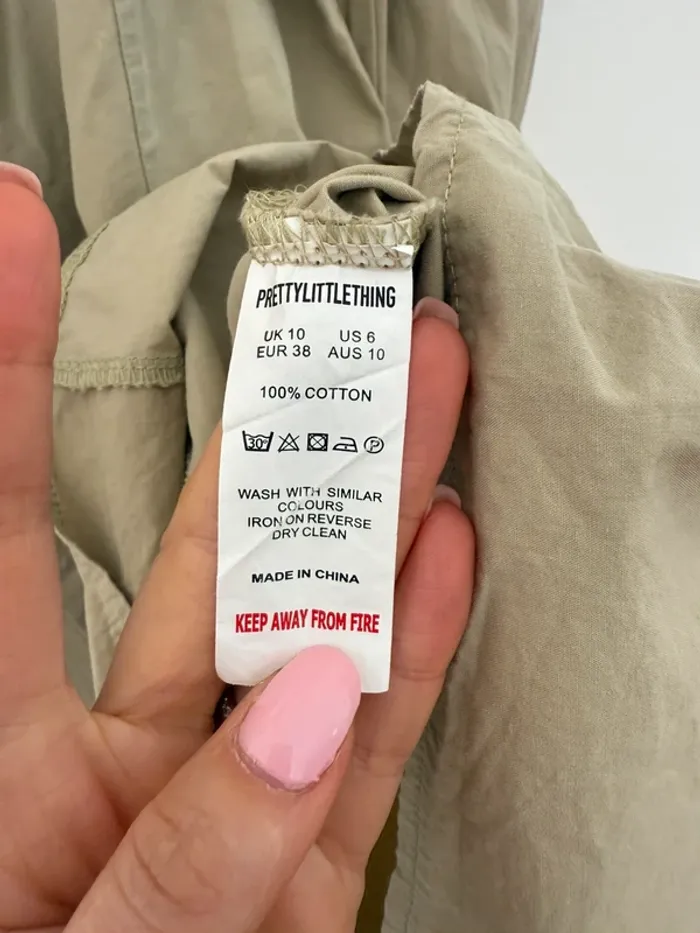 PRETTYLITTLETHING
UK 10 US 6
EUR 38 AUS 10
100% COTTON
30° P
WASH WITH SIMILAR
COLOURS
IRON ON REVERSE
DRY CLEAN
MADE IN CHINA
KEEP AWAY FROM FIRE